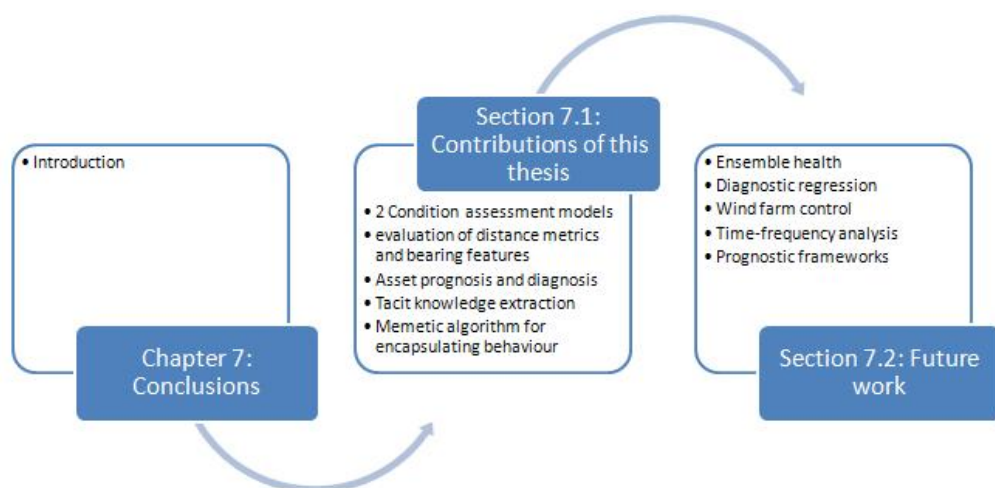 • Introduction
Chapter 7:
Conclusions
Section 7.1:
Contributions of this
thesis
• 2 Condition assessment models
• evaluation of distance metrics
and bearing features
• Asset prognosis and diagnosis
• Tacit knowledge extraction
• Memetic algorithm for
encapsulating behaviour
• Ensemble health
• Diagnostic regression
• Wind farm control
• Time-frequency analysis
• Prognostic frameworks
Section 7.2: Future
work